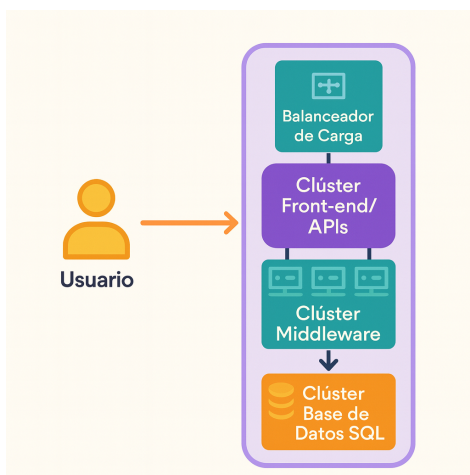 Balanceador
de Carga
Clúster
Front-end/
APIs
Usuario
Clúster
Middleware
Clúster
Base de
Datos SQL